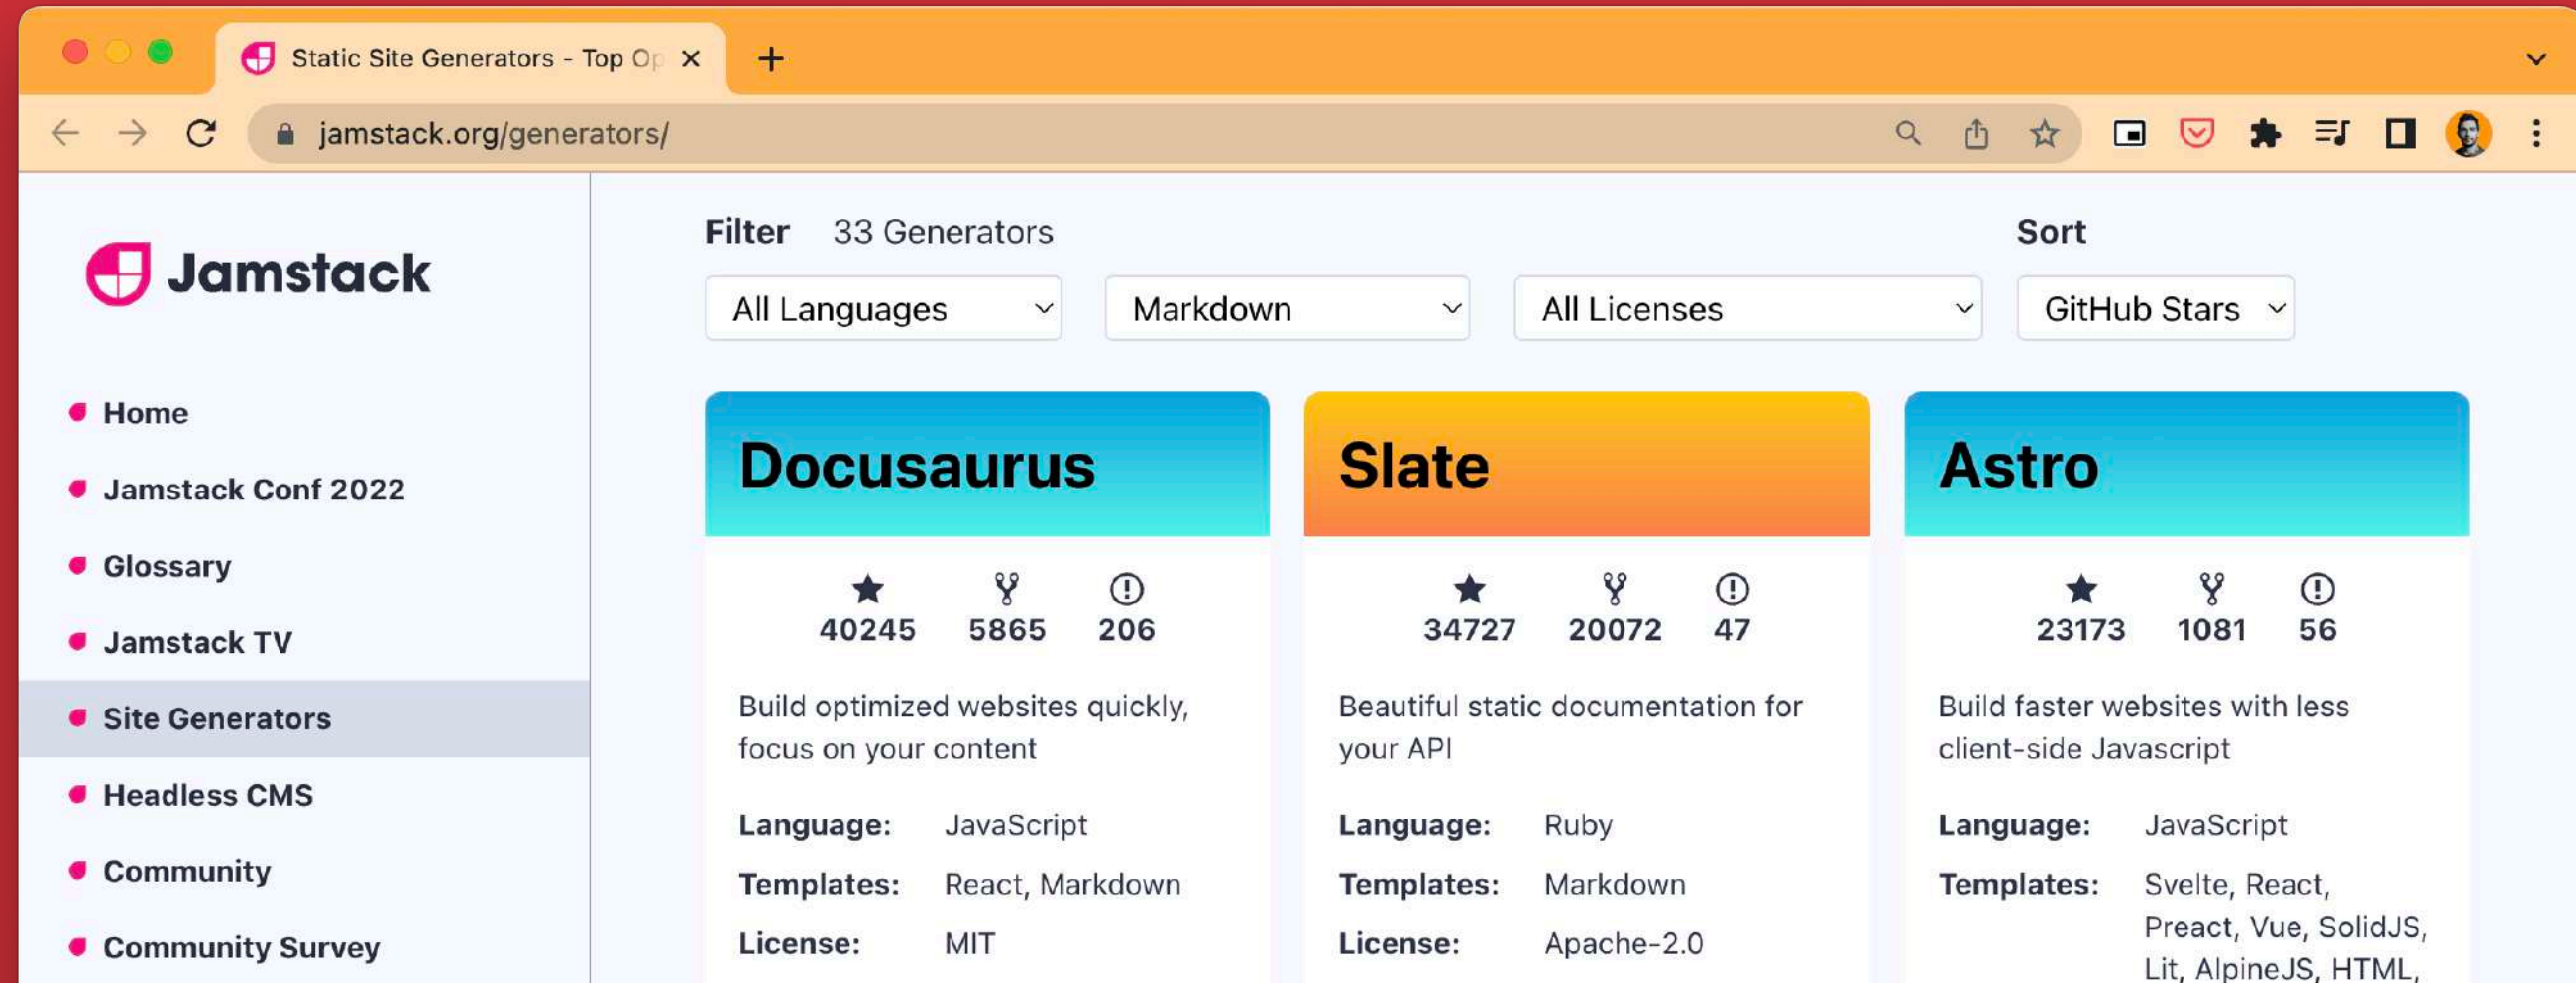 Static Site Generators - Top Op
jamstack.org/generators/
Jamstack
Home
Jamstack Conf 2022
Glossary
Jamstack TV
Site Generators
Headless CMS
Community
Community Survey
Filter 33 Generators
Sort
All Languages
Markdown
All Licenses
GitHub Stars
Docusaurus
40245 5865 206
Build optimized websites quickly,
focus on your content
Language: JavaScript
Templates: React, Markdown
License: MIT
Slate
34727 20072 47
Beautiful static documentation for
your API
Language: Ruby
Templates: Markdown
License: Apache-2.0
Astro
23173 1081 56
Build faster websites with less
client-side Javascript
Language: JavaScript
Templates: Svelte, React,
Preact, Vue, SolidJS,
Lit, AlpineJS, HTML,